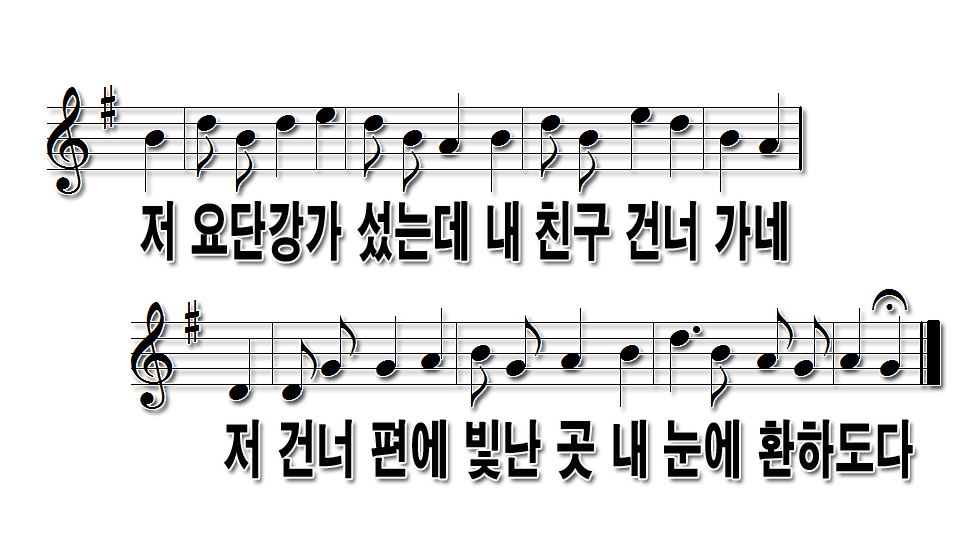 저 요단강가 섰는데 내 친구 건너 가네
저 건너 편에 빛난 곳 내 눈에 환하도다